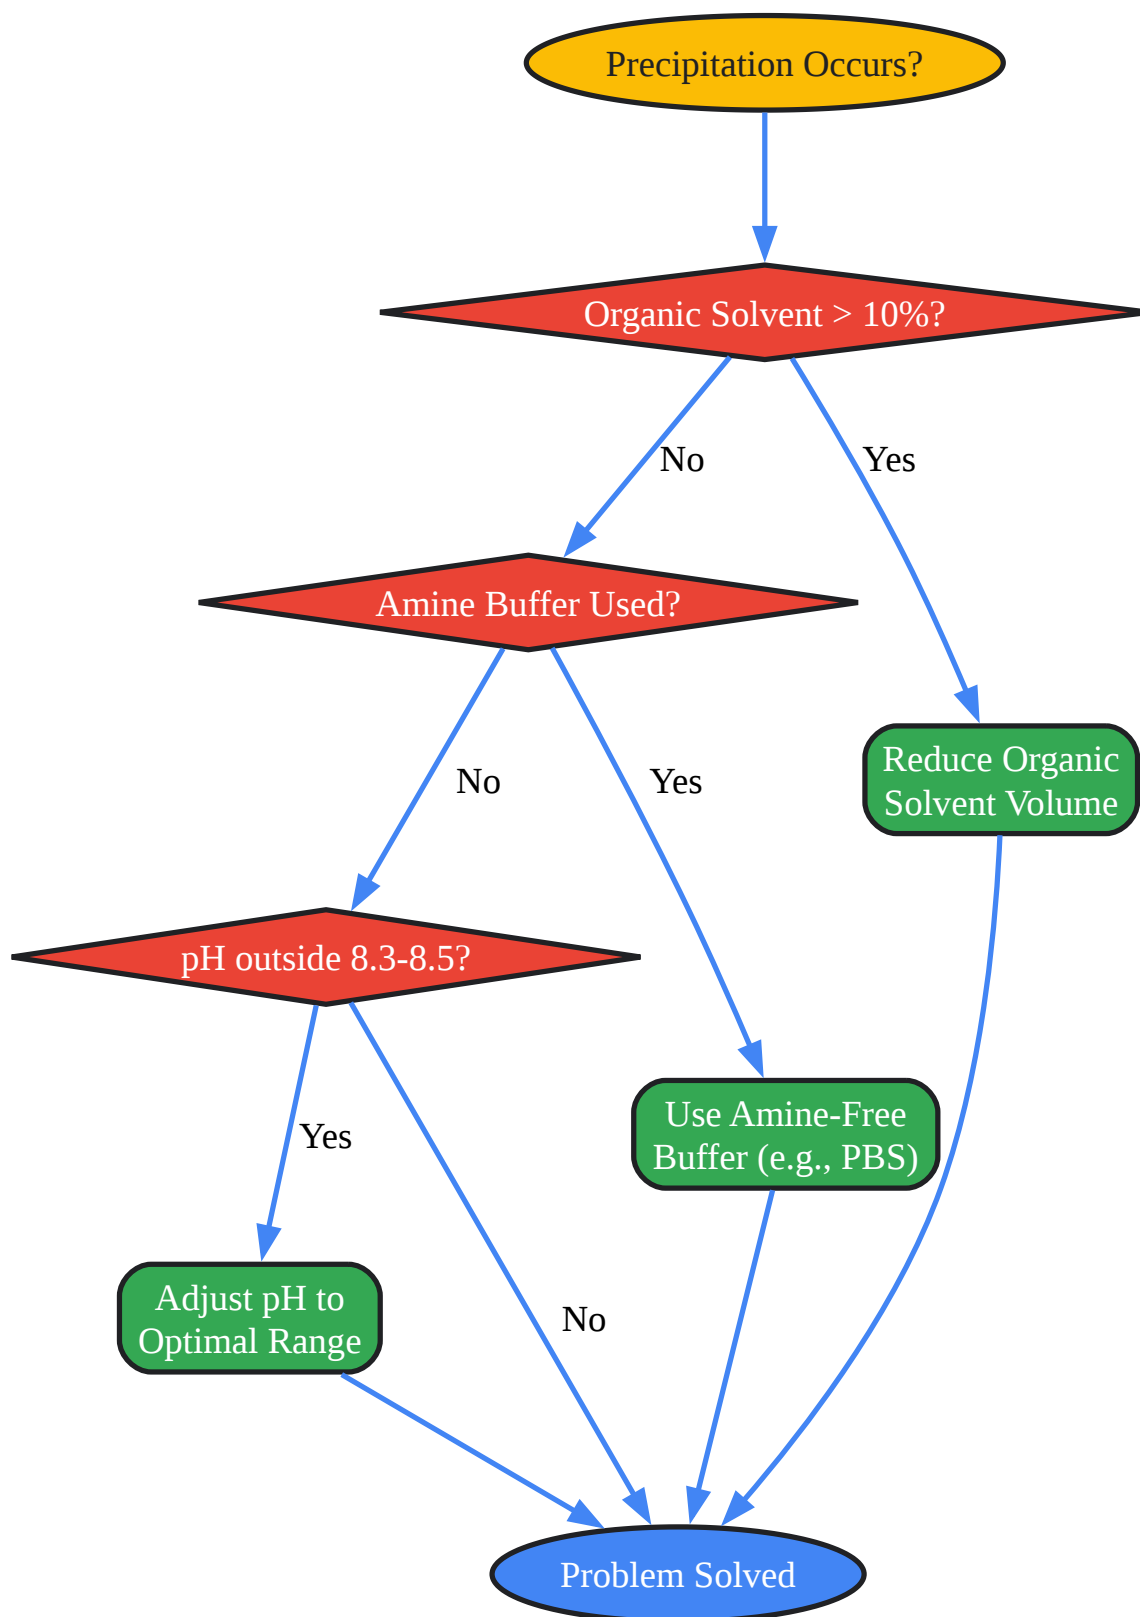 Precipitation Occurs?
Organic Solvent > 10%?
No
Yes
Amine Buffer Used?
No
Yes
Reduce Organic
Solvent Volume
pH outside 8.3-8.5?
Yes
Use Amine-Free
Buffer (e.g., PBS)
Adjust pH to
Optimal Range
No
Problem Solved